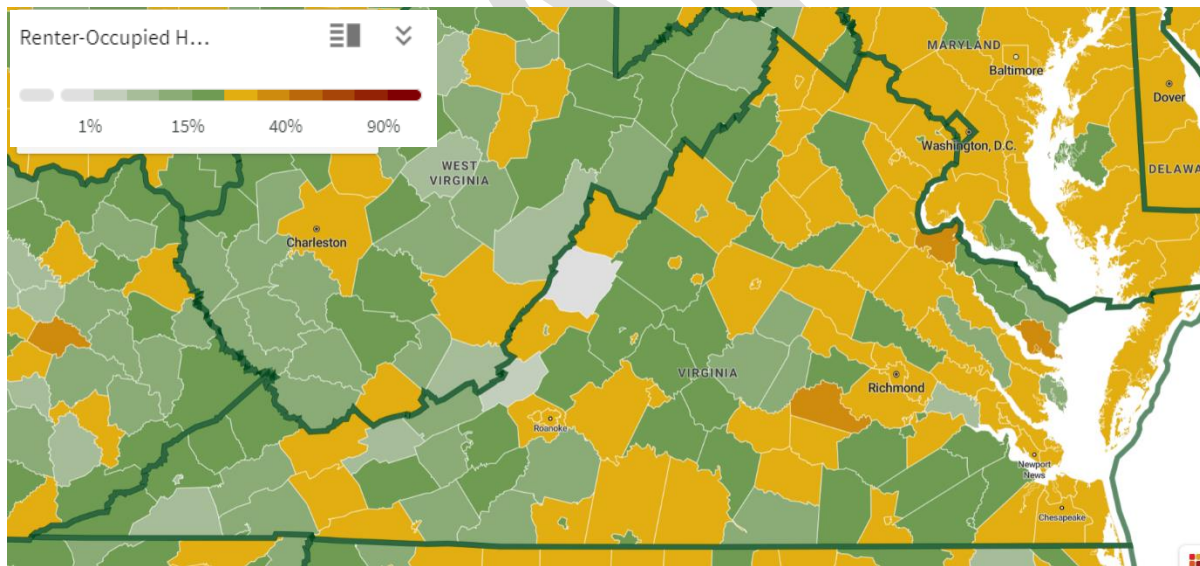 Renter-Occupied H...
1%
15%
40%
90%
MARYLAND
Baltimore
Dover
Washington, D.C.
DELAWA
WEST
VIRGINIA
Charleston
VIRGINIA
Richmond
Roanoke
Newport
News
Chesapeake